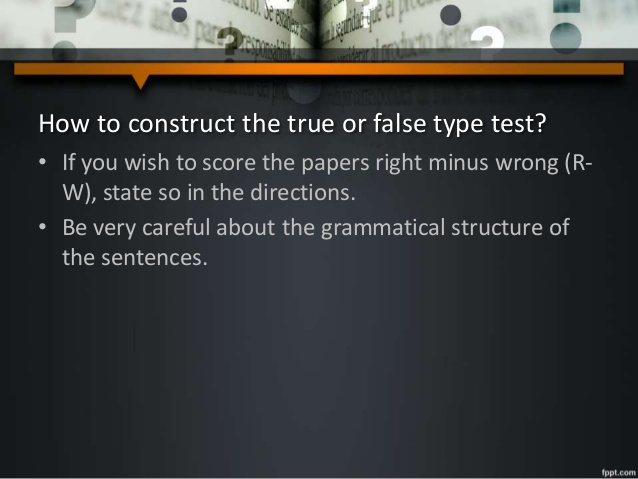 How to construct the true or false type test?
• If you wish to score the papers right minus wrong (R-
W), state so in the directions.
• Be very careful about the grammatical structure of
the sentences.
fppt.com